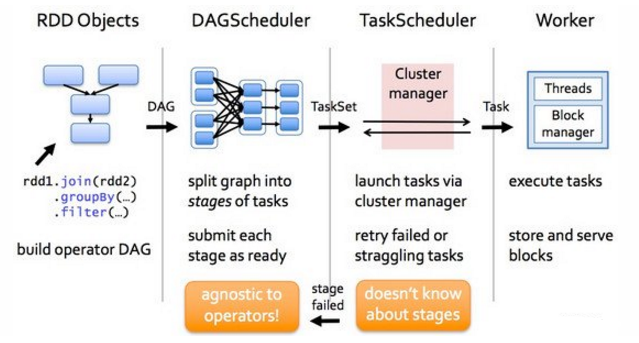 RDD Objects
DAGScheduler
TaskScheduler
Worker
DAG
TaskSet
Cluster
manager
Task
Threads
Block
manager
rdd1.join(rdd2)
.groupBy(…)
.filter(…)
build operator DAG
split graph into
stages of tasks
submit each
stage as ready
launch tasks via
cluster manager
retry failed or
straggling tasks
execute tasks
store and serve
blocks
agnostic to
operators!
stage
failed
doesn't know
about stages